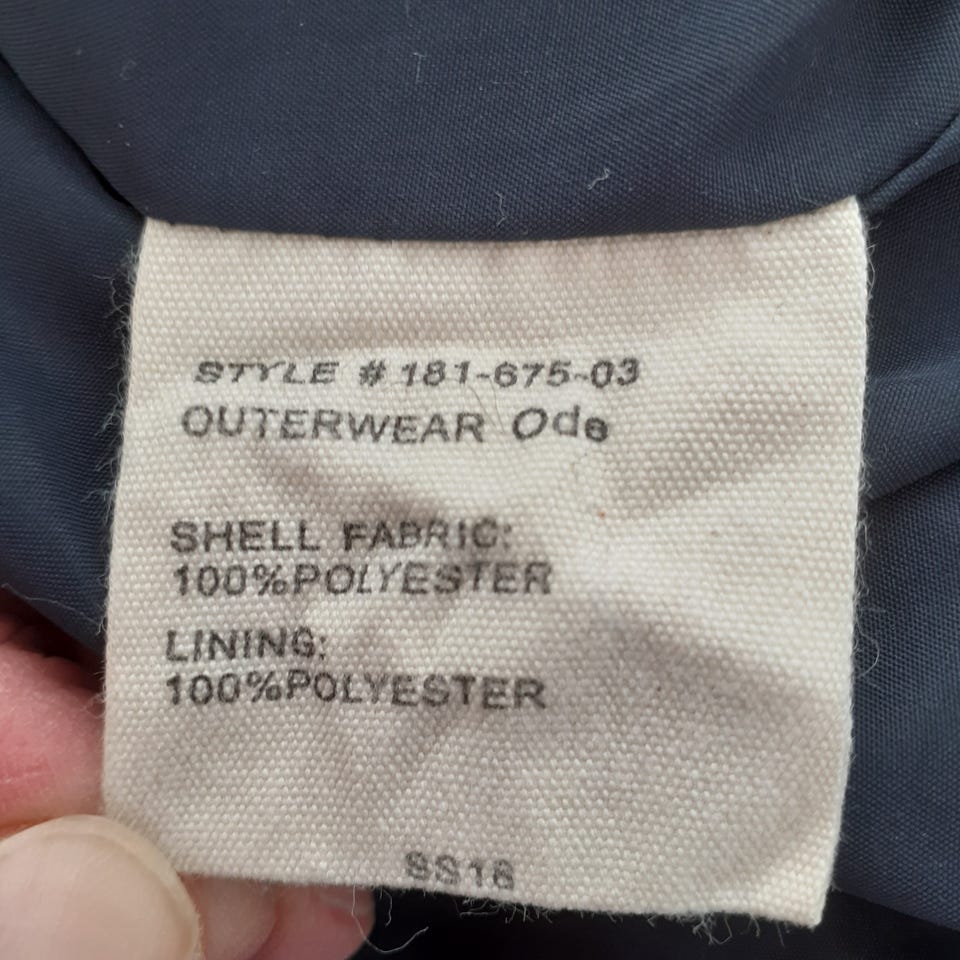 STYLE # 181-675-03
OUTERWEAR Ode
SHELL FABRIC:
100%POLYESTER
LINING:
100%POLYESTER
SS18